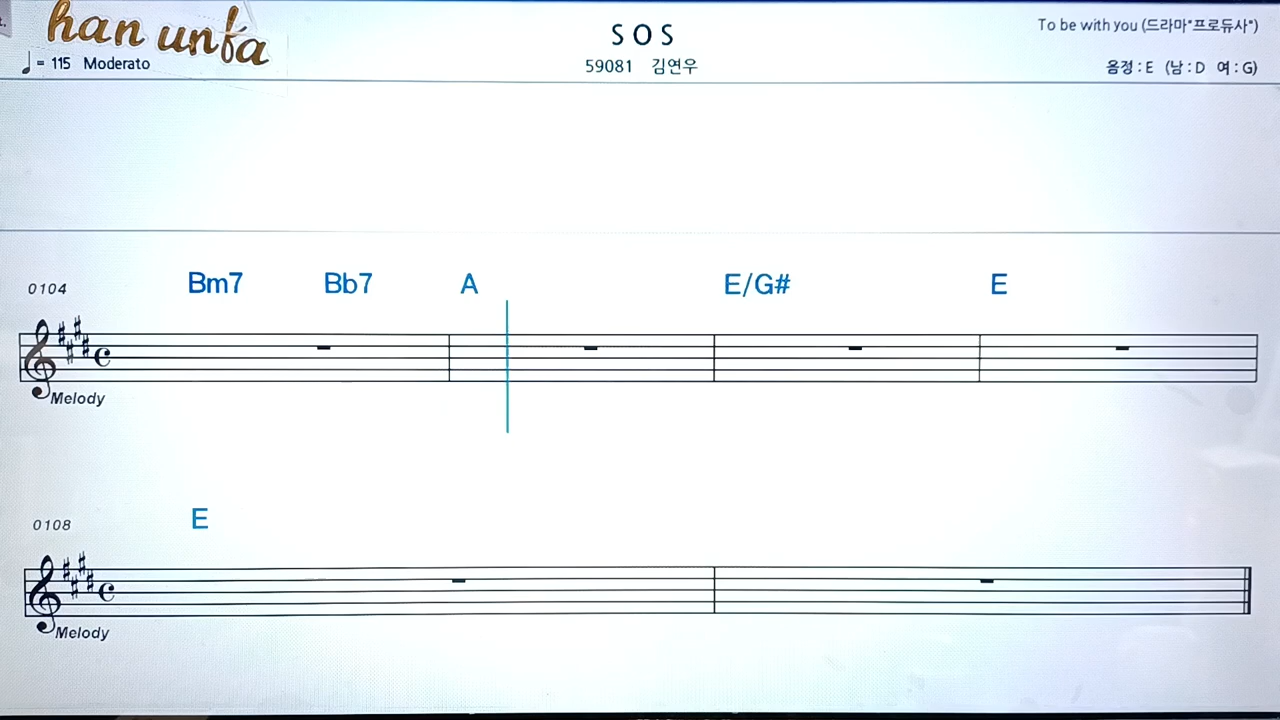 han unfa
♩= 115 Moderato
S O S
59081 김연우
To be with you (드라마"프로듀사")
음정 : E (남 : D 여 : G)
0104
Bm7 Bb7 A E/G# E
Melody
0108
E
Melody